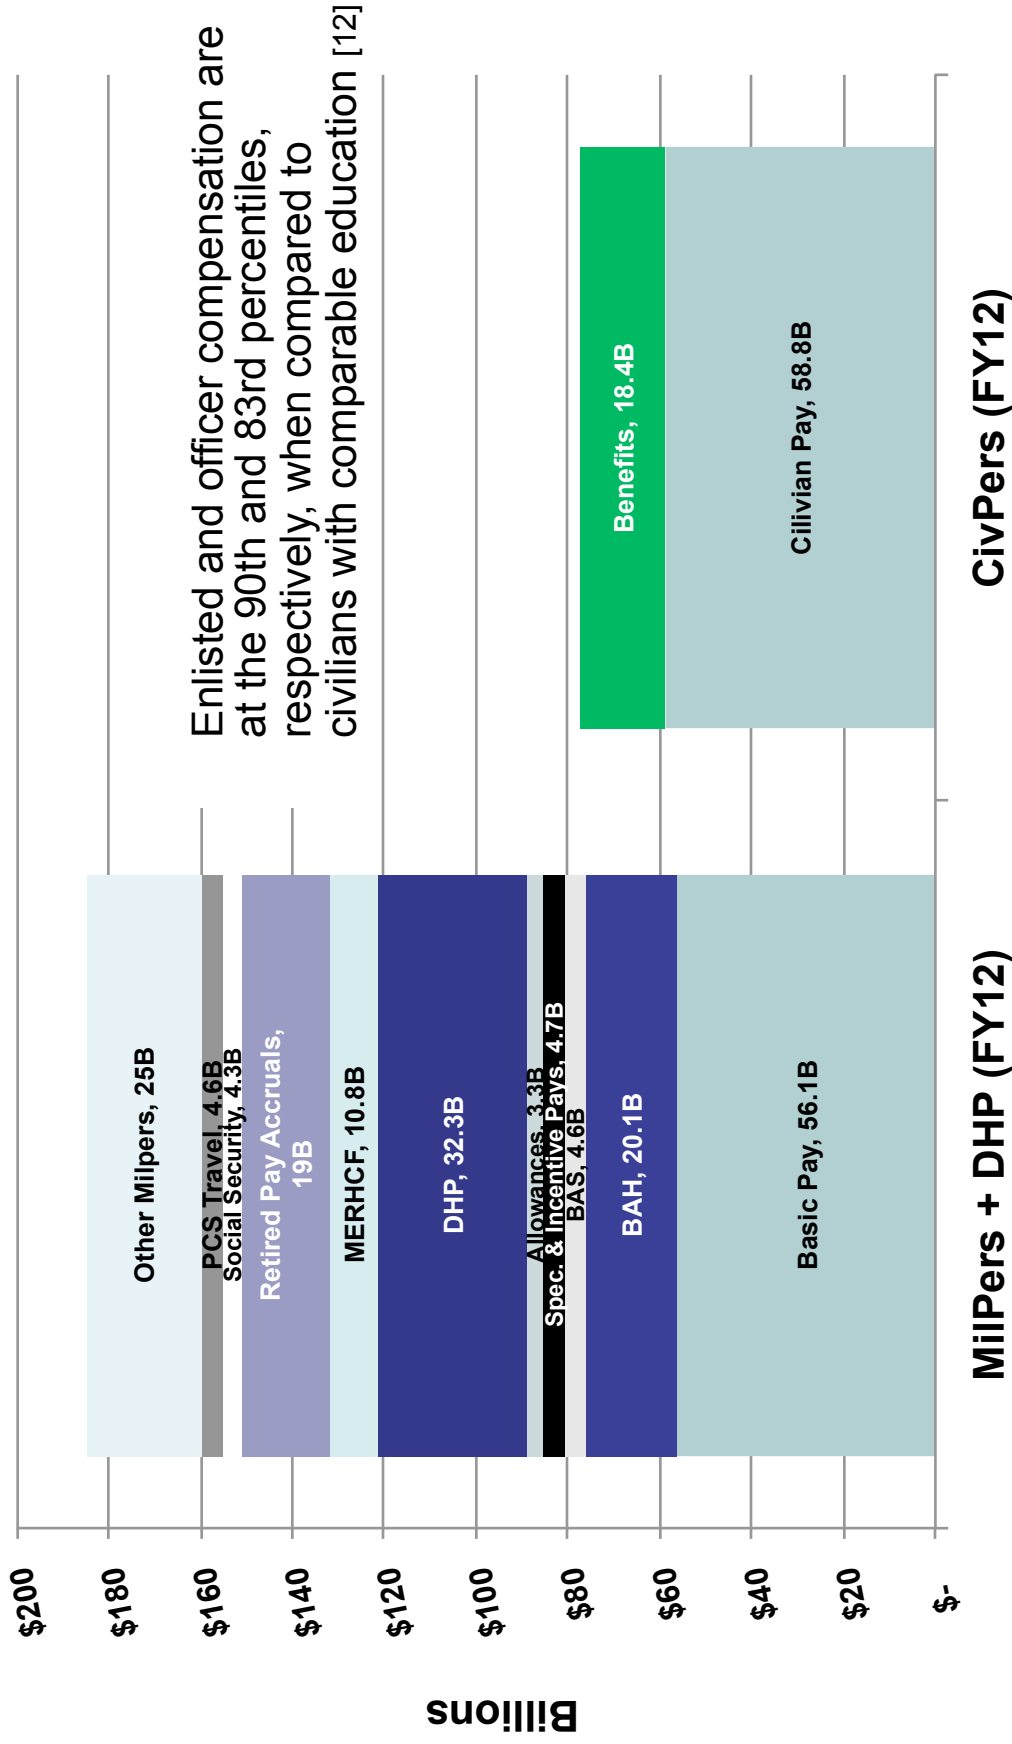 Billions
$200
$180
$160
$140
$120
$100
$80
$60
$40
$20
$-
Other Milpers, 25B
PCS Travel, 4.6B
Social Security, 4.3B
Retired Pay Accruals,
19B
MERHCF, 10.8B
DHP, 32.3B
Allowances, 3.3B
Spec. & Incentive Pays, 4.7B
BAS, 4.6B
BAH, 20.1B
Basic Pay, 56.1B
MilPers + DHP (FY12)
Enlisted and officer compensation are
at the 90th and 83rd percentiles,
respectively, when compared to
civilians with comparable education [12]
Benefits, 18.4B
Cilivian Pay, 58.8B
CivPers (FY12)